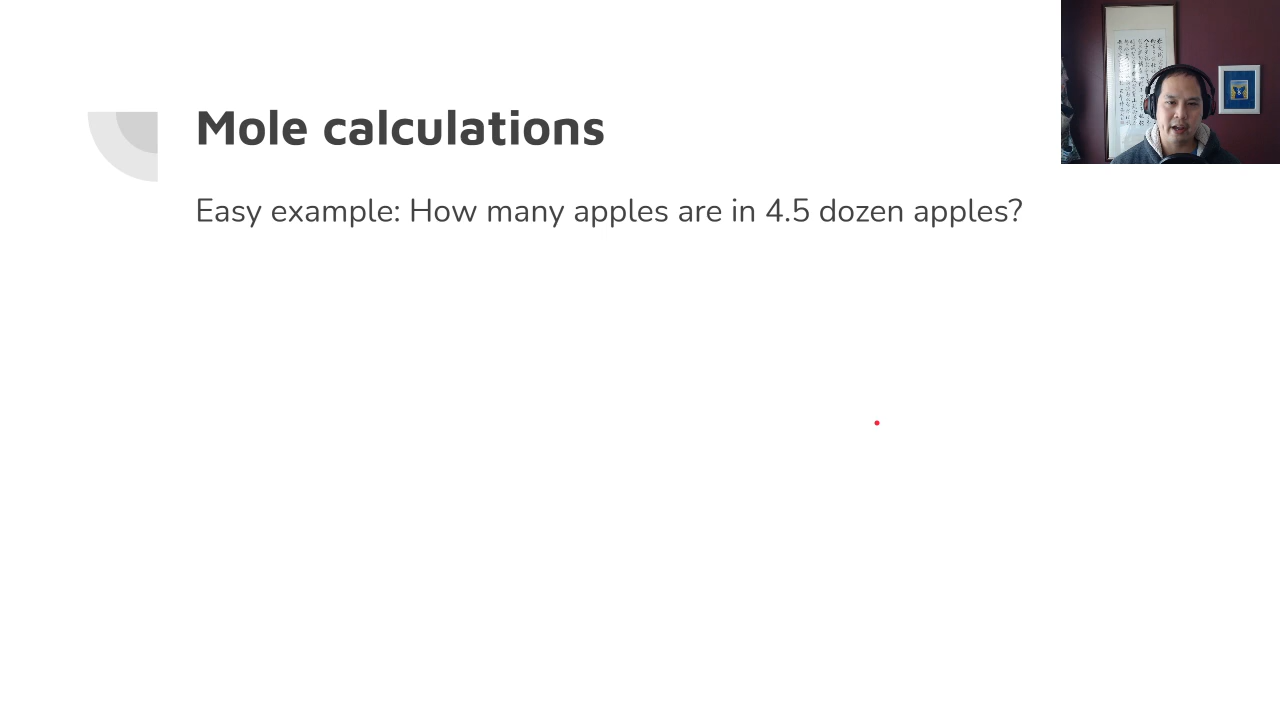 Mole calculations
Easy example: How many apples are in 4.5 dozen apples?